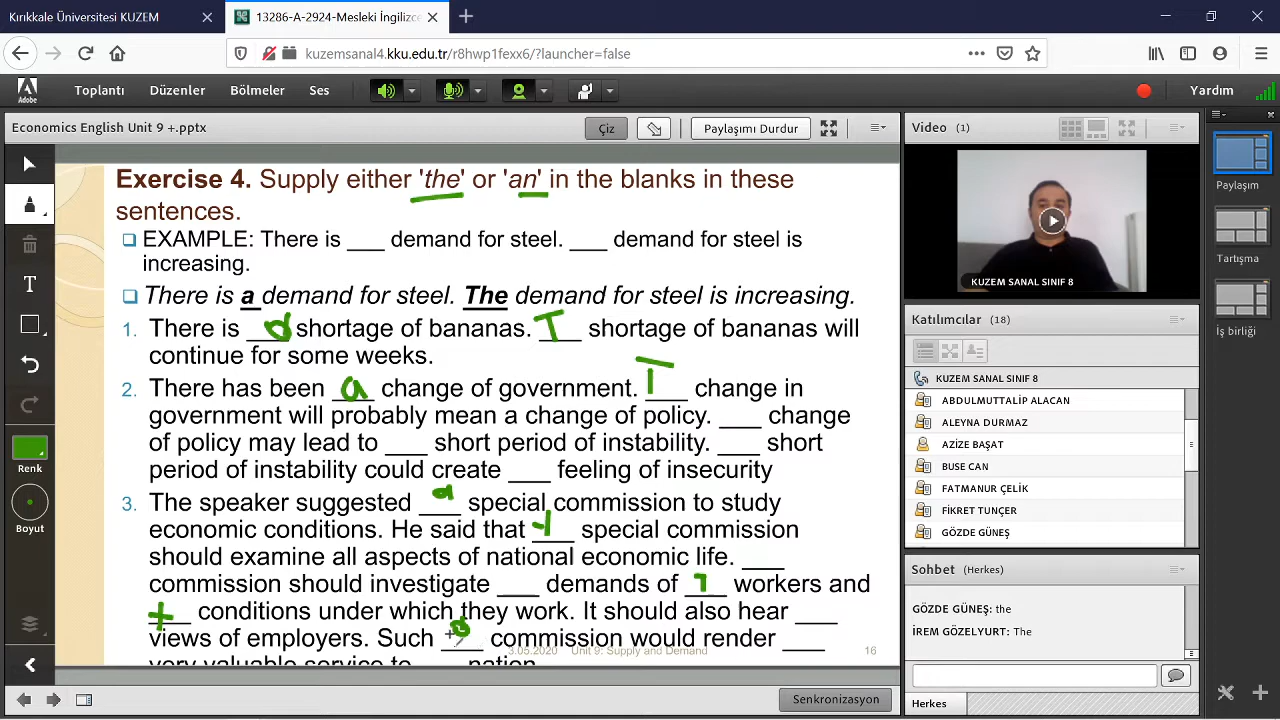 Kırıkkale Üniversitesi KUZEM
13286-A-2924-Mesleki İngilizce
kuzemsanal4.kku.edu.tr/r8hwp1fexx6/?launcher=false
Adobe Toplantı Düzenler Bölmeler Ses Yardım
Economics English Unit 9 +.pptx Çiz Paylaşımı Durdur
Exercise 4. Supply either 'the' or 'an' in the blanks in these
sentences.
EXAMPLE: There is ___ demand for steel. ___ demand for steel is
increasing.
There is a demand for steel. The demand for steel is increasing.
1. There is a shortage of bananas. T shortage of bananas will
continue for some weeks.
2. There has been a change of government. T change in
government will probably mean a change of policy. ___ change
of policy may lead to ___ short period of instability. ___ short
period of instability could create ___ feeling of insecurity
3. The speaker suggested a special commission to study
economic conditions. He said that t special commission
should examine all aspects of national economic life. ___
commission should investigate ___ demands of T workers and
t conditions under which they work. It should also hear ___
views of employers. Such a commission would render ___
very valuable service to ___ nation.
3.05.2020 Unit 9: Supply and Demand 16
Renk
Boyut
Senkronizasyon
Video (1)
KUZEM SANAL SINIF 8
Katılımcılar (18)
KUZEM SANAL SINIF 8
ABDULMUTTALİP ALACAN
ALEYNA DURMAZ
AZİZE BAŞAT
BUSE CAN
FATMANUR ÇELİK
FİKRET TUNÇER
GÖZDE GÜNEŞ
Sohbet (Herkes)
GÖZDE GÜNEŞ: the
İREM GÖZELYURT: The
Herkes
Paylaşım
Tartışma
İş birliği